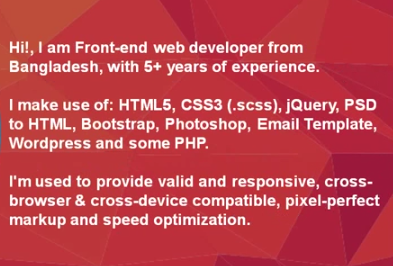 Hi!, I am Front-end web developer from
Bangladesh, with 5+ years of experience.
I make use of: HTML5, CSS3 (.scss), jQuery, PSD
to HTML, Bootstrap, Photoshop, Email Template,
Wordpress and some PHP.
I'm used to provide valid and responsive, cross-
browser & cross-device compatible, pixel-perfect
markup and speed optimization.